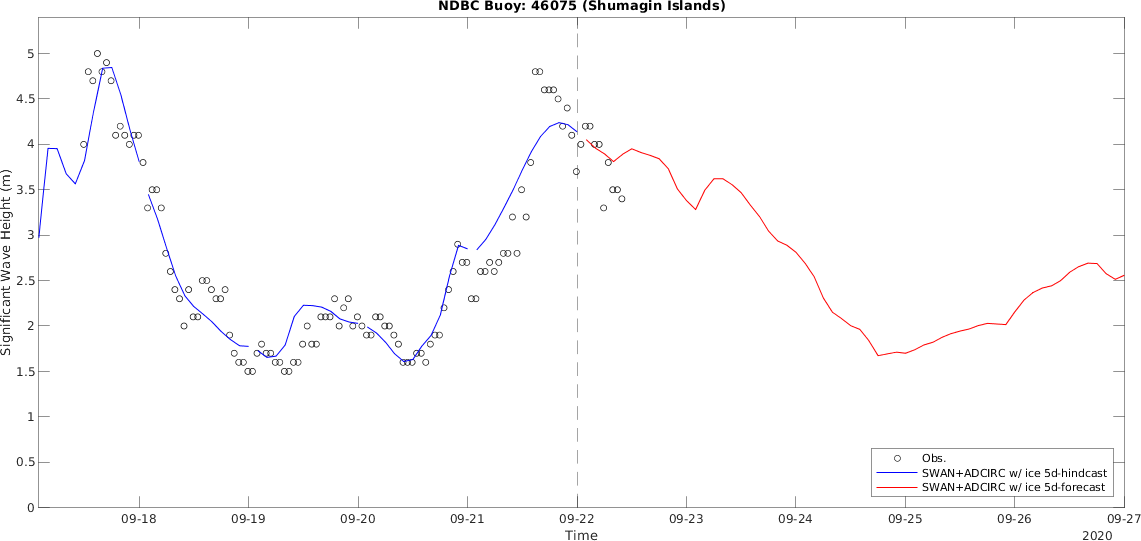 NDBC Buoy: 46075 (Shumagin Islands)
Significant Wave Height (m)
5
4.5
4
3.5
3
2.5
2
1.5
1
0.5
0
09-18 09-19 09-20 09-21 09-22 09-23 09-24 09-25 09-26 09-27
Time
2020
Obs.
SWAN+ADCIRC w/ ice 5d-hindcast
SWAN+ADCIRC w/ ice 5d-forecast